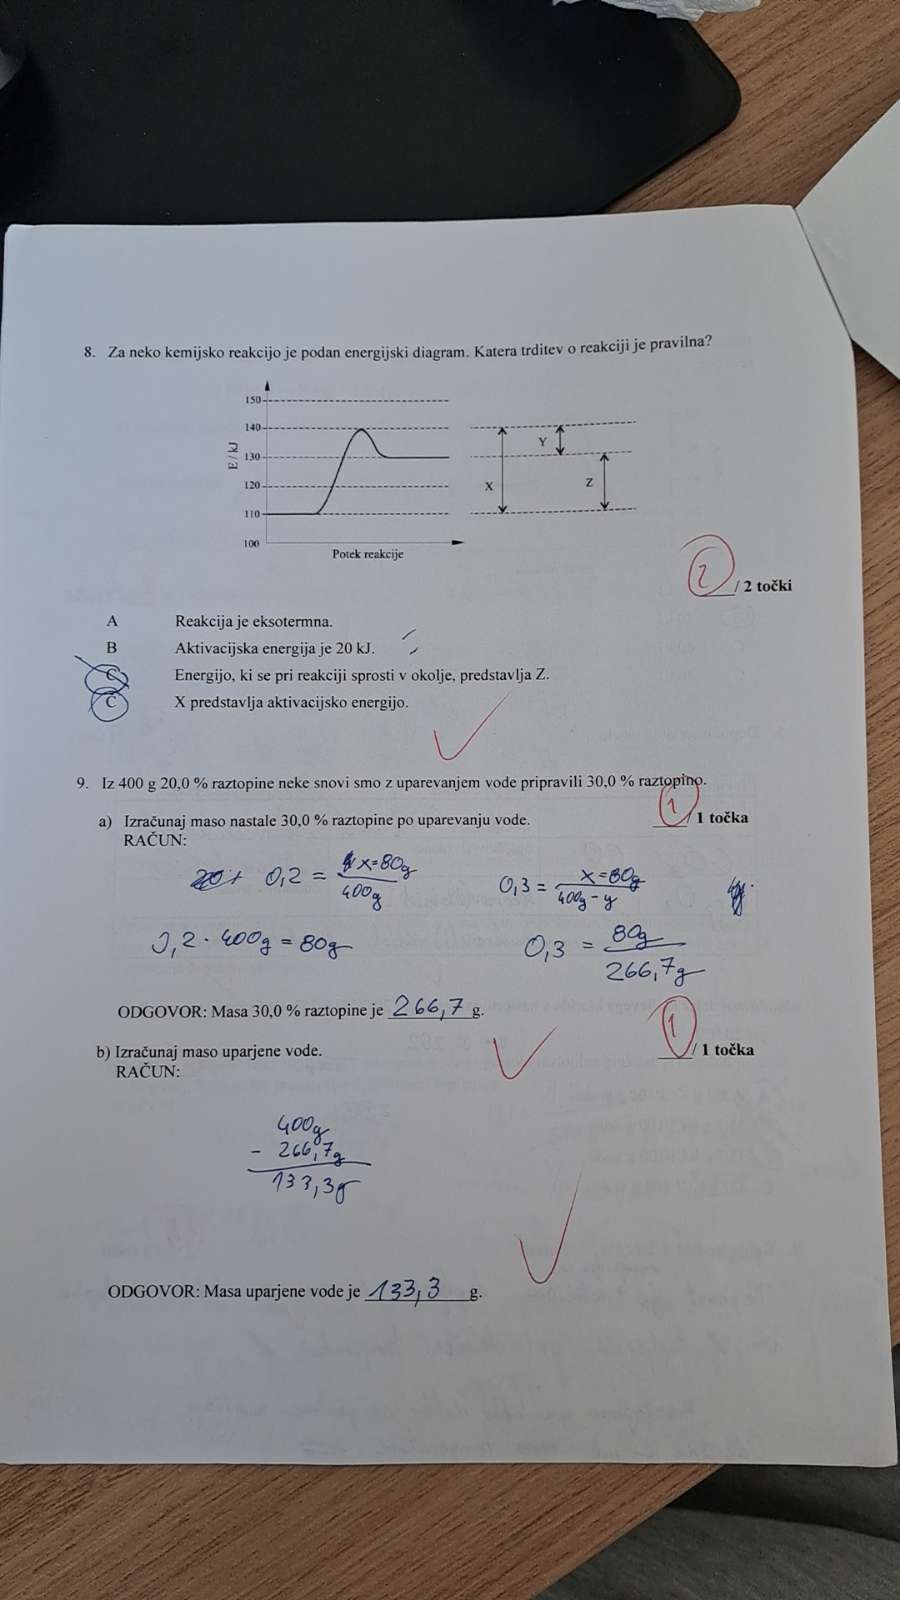 8. Za neko kemijsko reakcijo je podan energijski diagram. Katera trditev o reakciji je pravilna?
E / kJ
150
140
130
120
110
100
Potek reakcije
X
Y
Z
2 / 2 točki
A Reakcija je eksotermna.
B Aktivacijska energija je 20 kJ.
C Energijo, ki se pri reakciji sprosti v okolje, predstavlja Z.
C X predstavlja aktivacijsko energijo.
9. Iz 400 g 20,0 % raztopine neke snovi smo z uparevanjem vode pripravili 30,0 % raztopino.
1 / 1 točka
a) Izračunaj maso nastale 30,0 % raztopine po uparevanju vode.
RAČUN:
0,2 = x=80g / 400g
0,3 = x=80g / 400g - y
0,2 · 400g = 80g
0,3 = 80g / 266,7g
ODGOVOR: Masa 30,0 % raztopine je 266,7 g.
1 / 1 točka
b) Izračunaj maso uparjene vode.
RAČUN:
400g
- 266,7g
133,3g
ODGOVOR: Masa uparjene vode je 133,3 g.